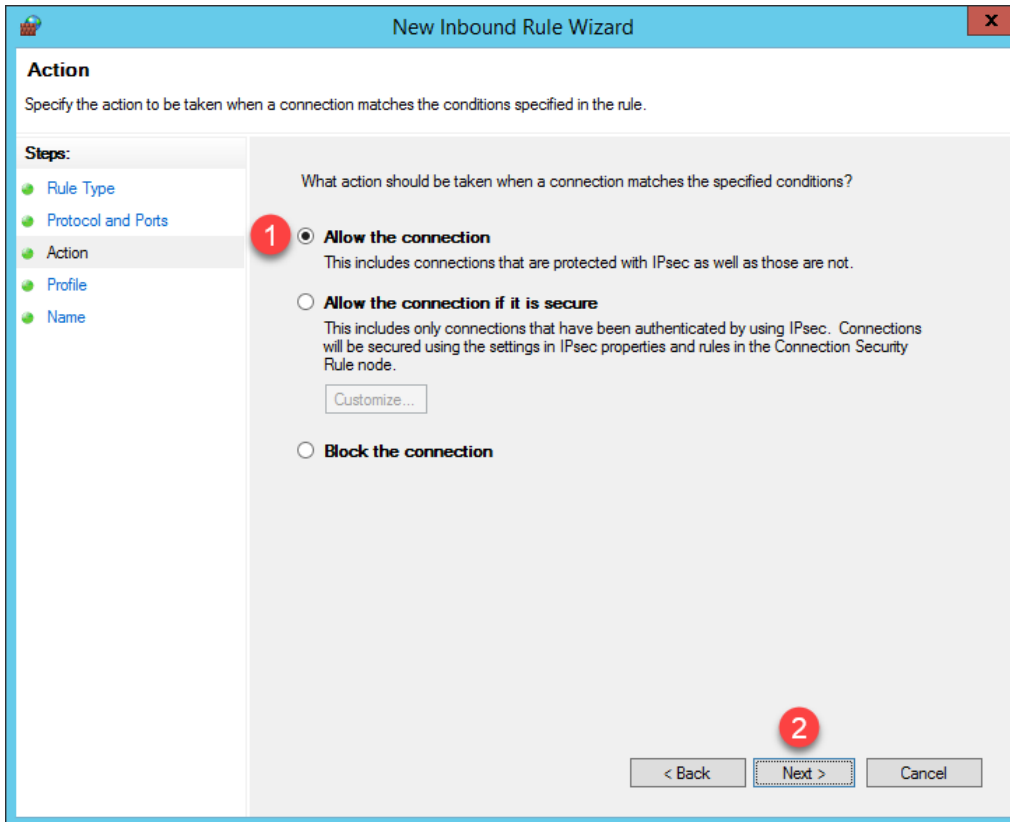 New Inbound Rule Wizard
x
Action
Specify the action to be taken when a connection matches the conditions specified in the rule.
Steps:
Rule Type
Protocol and Ports
Action
Profile
Name
What action should be taken when a connection matches the specified conditions?
1
Allow the connection
This includes connections that are protected with IPsec as well as those are not.
Allow the connection if it is secure
This includes only connections that have been authenticated by using IPsec. Connections
will be secured using the settings in IPsec properties and rules in the Connection Security
Rule node.
Customize...
Block the connection
2
< Back
Next >
Cancel